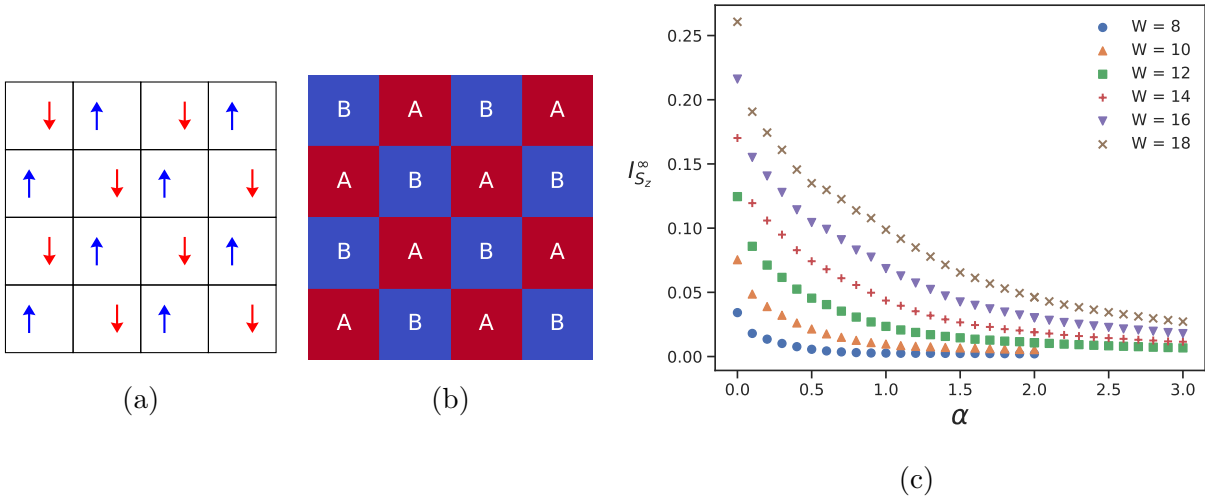 B A B A
A B A B
B A B A
A B A B
(a)
(b)
0.25
0.20
0.15
0.10
0.05
0.00
I_{S_z}^∞
W = 8
W = 10
W = 12
W = 14
W = 16
W = 18
0.0 0.5 1.0 1.5 2.0 2.5 3.0
α
(c)